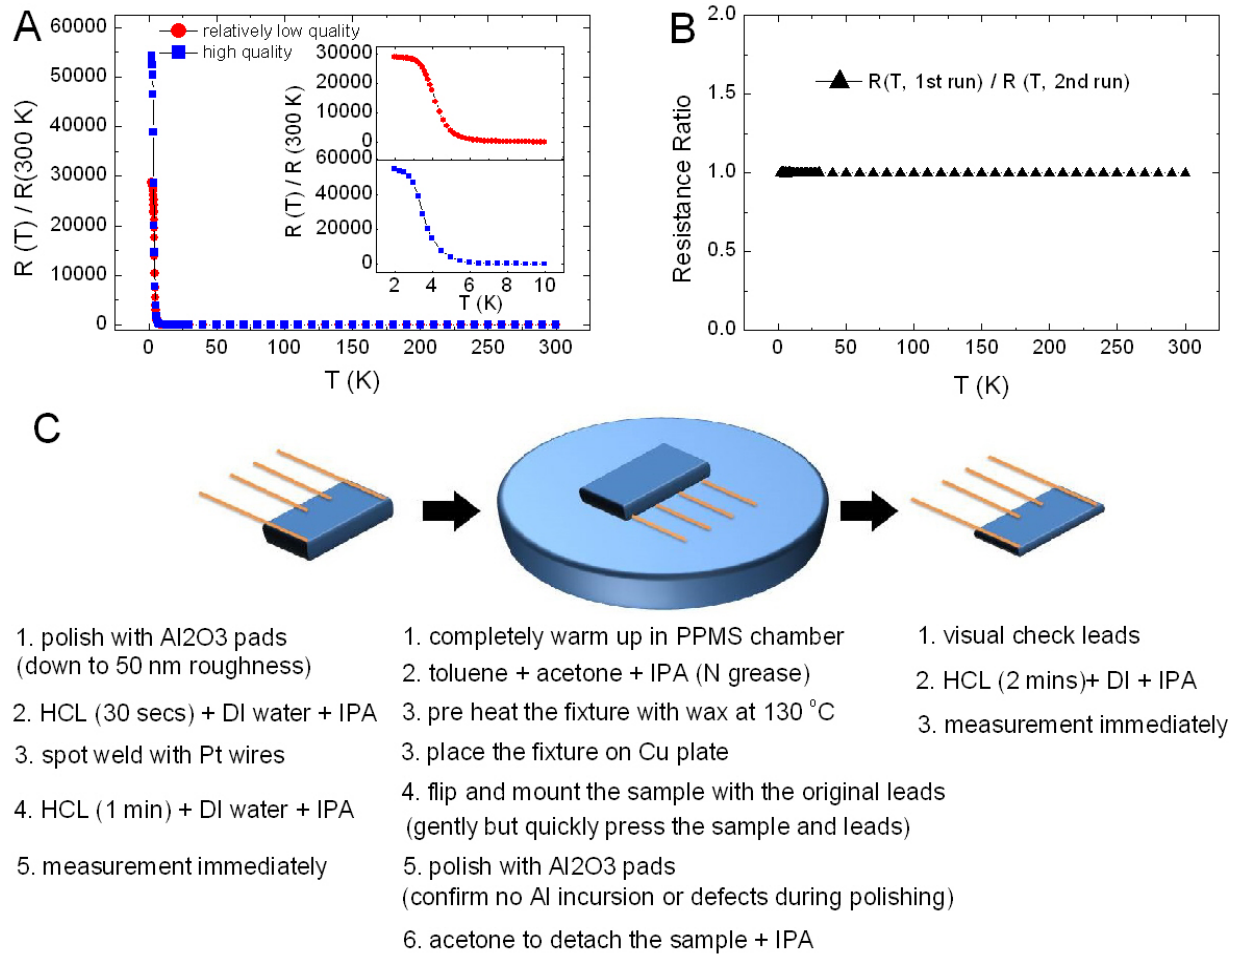 A
relatively low quality
high quality
60000
50000
40000
30000
20000
10000
0
R (T) / R(300 K)
0 50 100 150 200 250 300
T (K)
30000
20000
10000
0
60000
40000
20000
0
R (T) / R (300 K)
2 4 6 8 10
T (K)
B
2.0
1.5
1.0
0.5
0.0
Resistance Ratio
R(T, 1st run) / R (T, 2nd run)
0 50 100 150 200 250 300
T (K)
C
1. polish with Al2O3 pads
(down to 50 nm roughness)
2. HCL (30 secs) + DI water + IPA
3. spot weld with Pt wires
4. HCL (1 min) + DI water + IPA
5. measurement immediately
1. completely warm up in PPMS chamber
2. toluene + acetone + IPA (N grease)
3. pre heat the fixture with wax at 130 °C
3. place the fixture on Cu plate
4. flip and mount the sample with the original leads
(gently but quickly press the sample and leads)
5. polish with Al2O3 pads
(confirm no Al incursion or defects during polishing)
6. acetone to detach the sample + IPA
1. visual check leads
2. HCL (2 mins)+ DI + IPA
3. measurement immediately